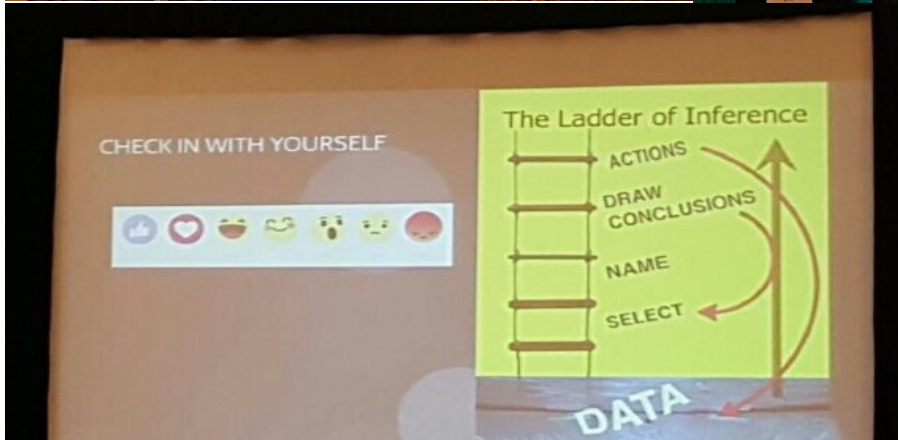 CHECK IN WITH YOURSELF
The Ladder of Inference
ACTIONS
DRAW
CONCLUSIONS
NAME
SELECT
DATA